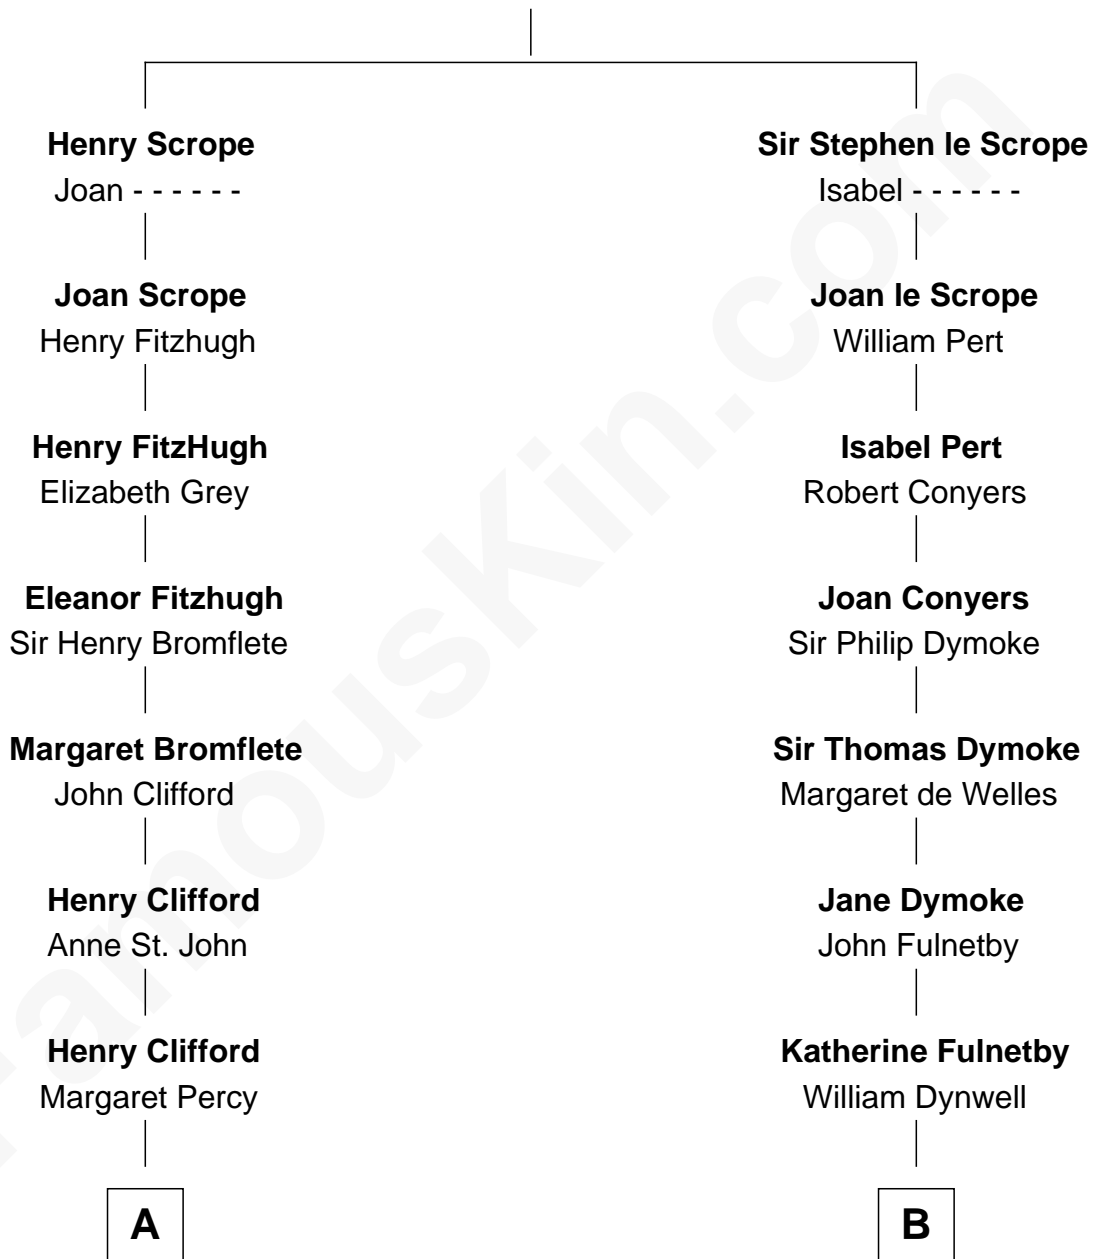 Henry Scrope
Joan - - - - - -
Joan Scrope
Henry Fitzhugh
Henry FitzHugh
Elizabeth Grey
Eleanor Fitzhugh
Sir Henry Bromflete
Margaret Bromflete
John Clifford
Henry Clifford
Anne St. John
Henry Clifford
Margaret Percy
A
Sir Stephen le Scrope
Isabel - - - - - -
Joan le Scrope
William Pert
Isabel Pert
Robert Conyers
Joan Conyers
Sir Philip Dymoke
Sir Thomas Dymoke
Margaret de Welles
Jane Dymoke
John Fulnetby
Katherine Fulnetby
William Dynwell
B
FamousKin.com